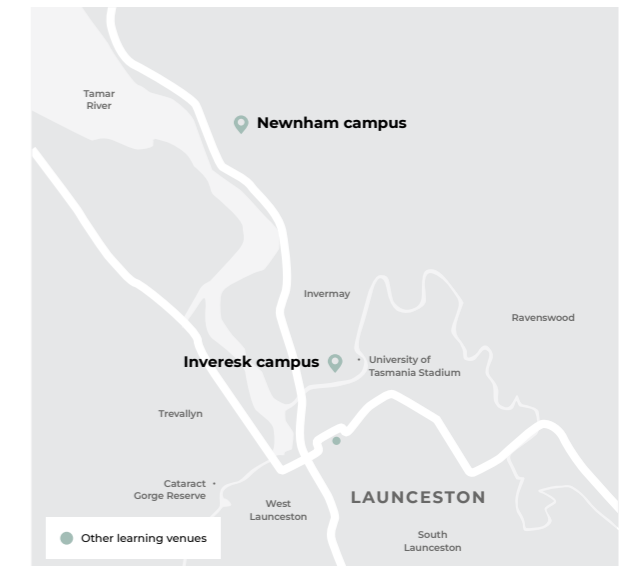 Tamar
River
Newnham campus
Invermay
Ravenswood
Inveresk campus
University of
Tasmania Stadium
Trevallyn
Cataract
Gorge Reserve
West
Launceston
LAUNCESTON
South
Launceston
Other learning venues